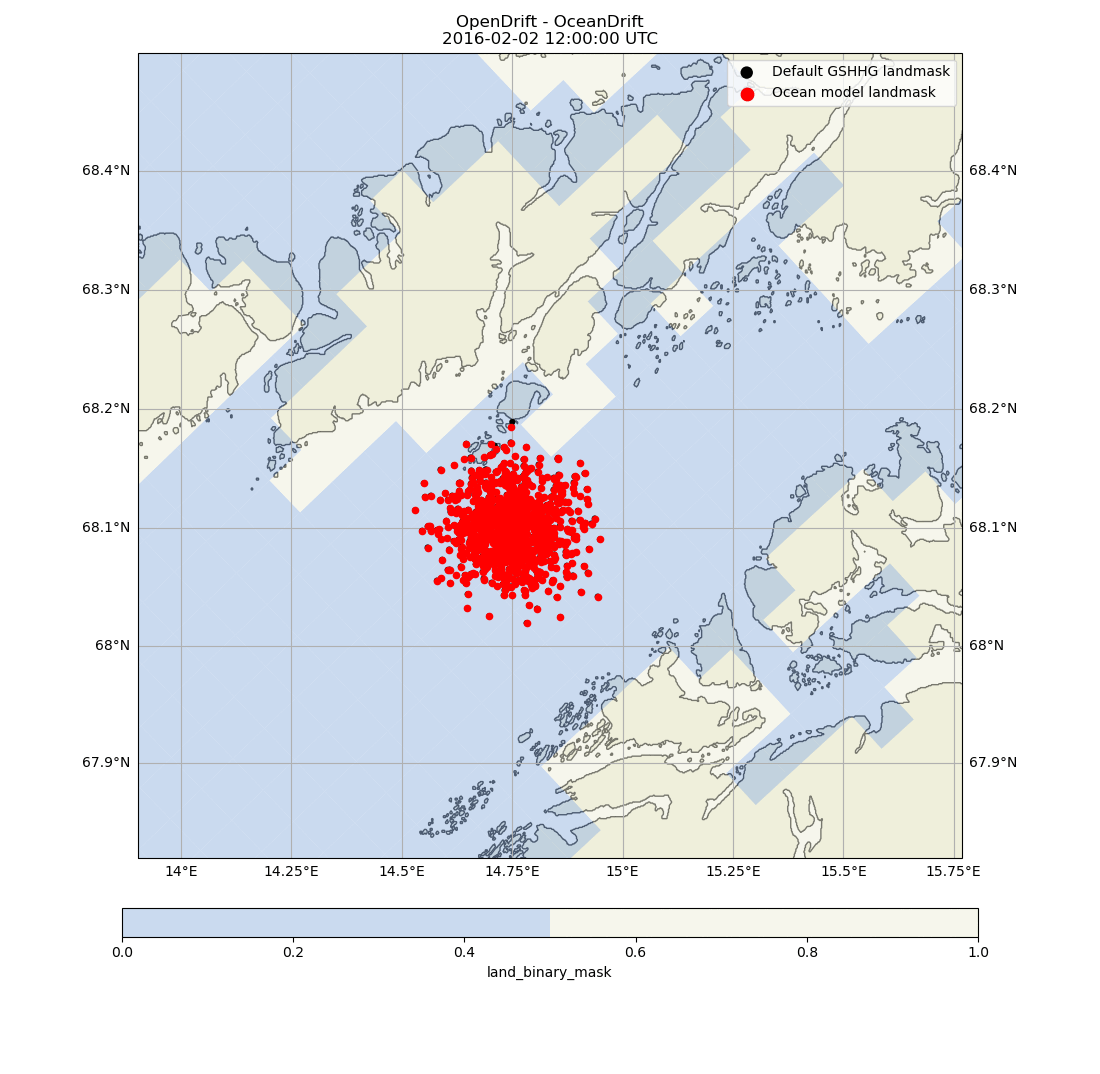 OpenDrift - OceanDrift
2016-02-02 12:00:00 UTC
Default GSHHG landmask
Ocean model landmask
68.4°N 68.4°N
68.3°N 68.3°N
68.2°N 68.2°N
68.1°N 68.1°N
68°N 68°N
67.9°N 67.9°N
14°E 14.25°E 14.5°E 14.75°E 15°E 15.25°E 15.5°E 15.75°E
0.0 0.2 0.4 0.6 0.8 1.0
land_binary_mask